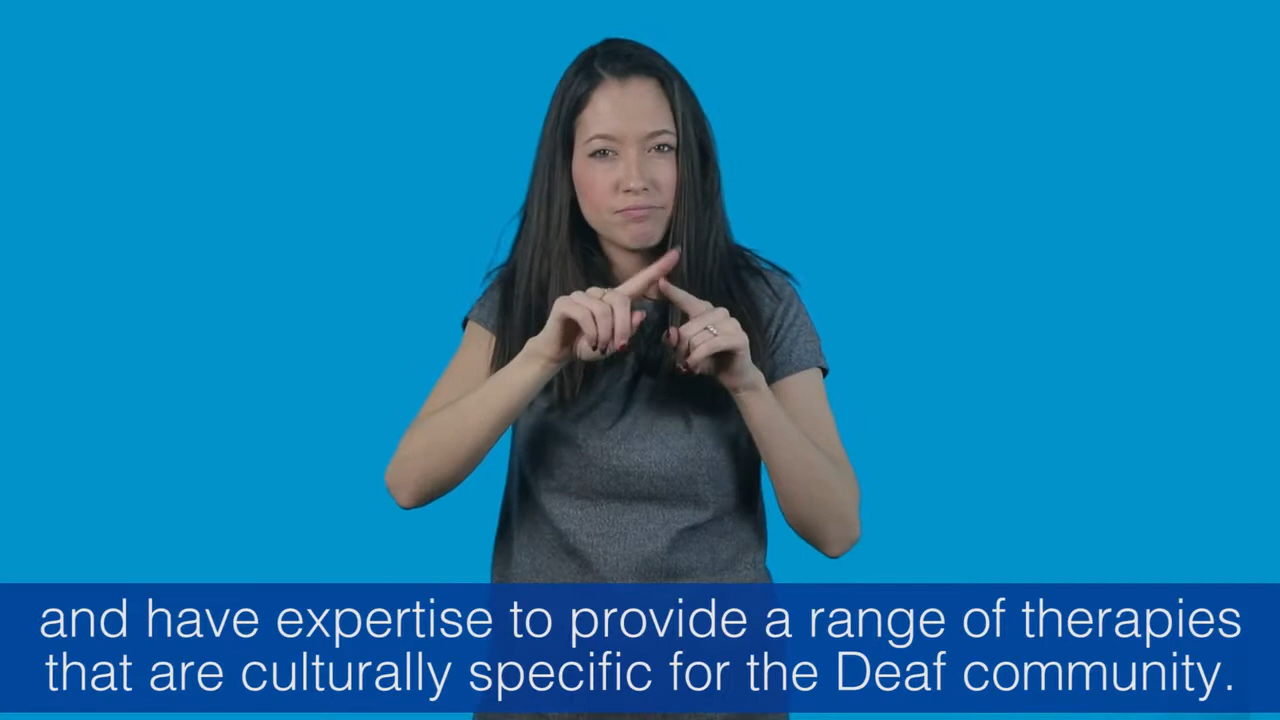 and have expertise to provide a range of therapies
that are culturally specific for the Deaf community.